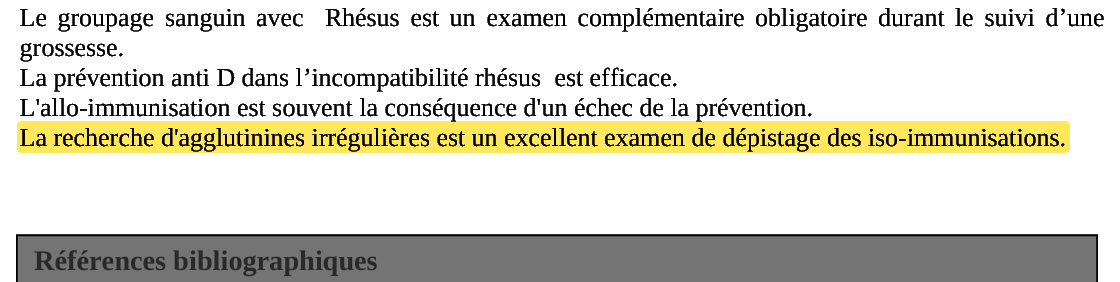 Le groupage sanguin avec  Rhésus est un examen complémentaire obligatoire durant le suivi d’une
grossesse.
La prévention anti D dans l’incompatibilité rhésus  est efficace.
L'allo-immunisation est souvent la conséquence d'un échec de la prévention.
La recherche d'agglutinines irrégulières est un excellent examen de dépistage des iso-immunisations.
Références bibliographiques